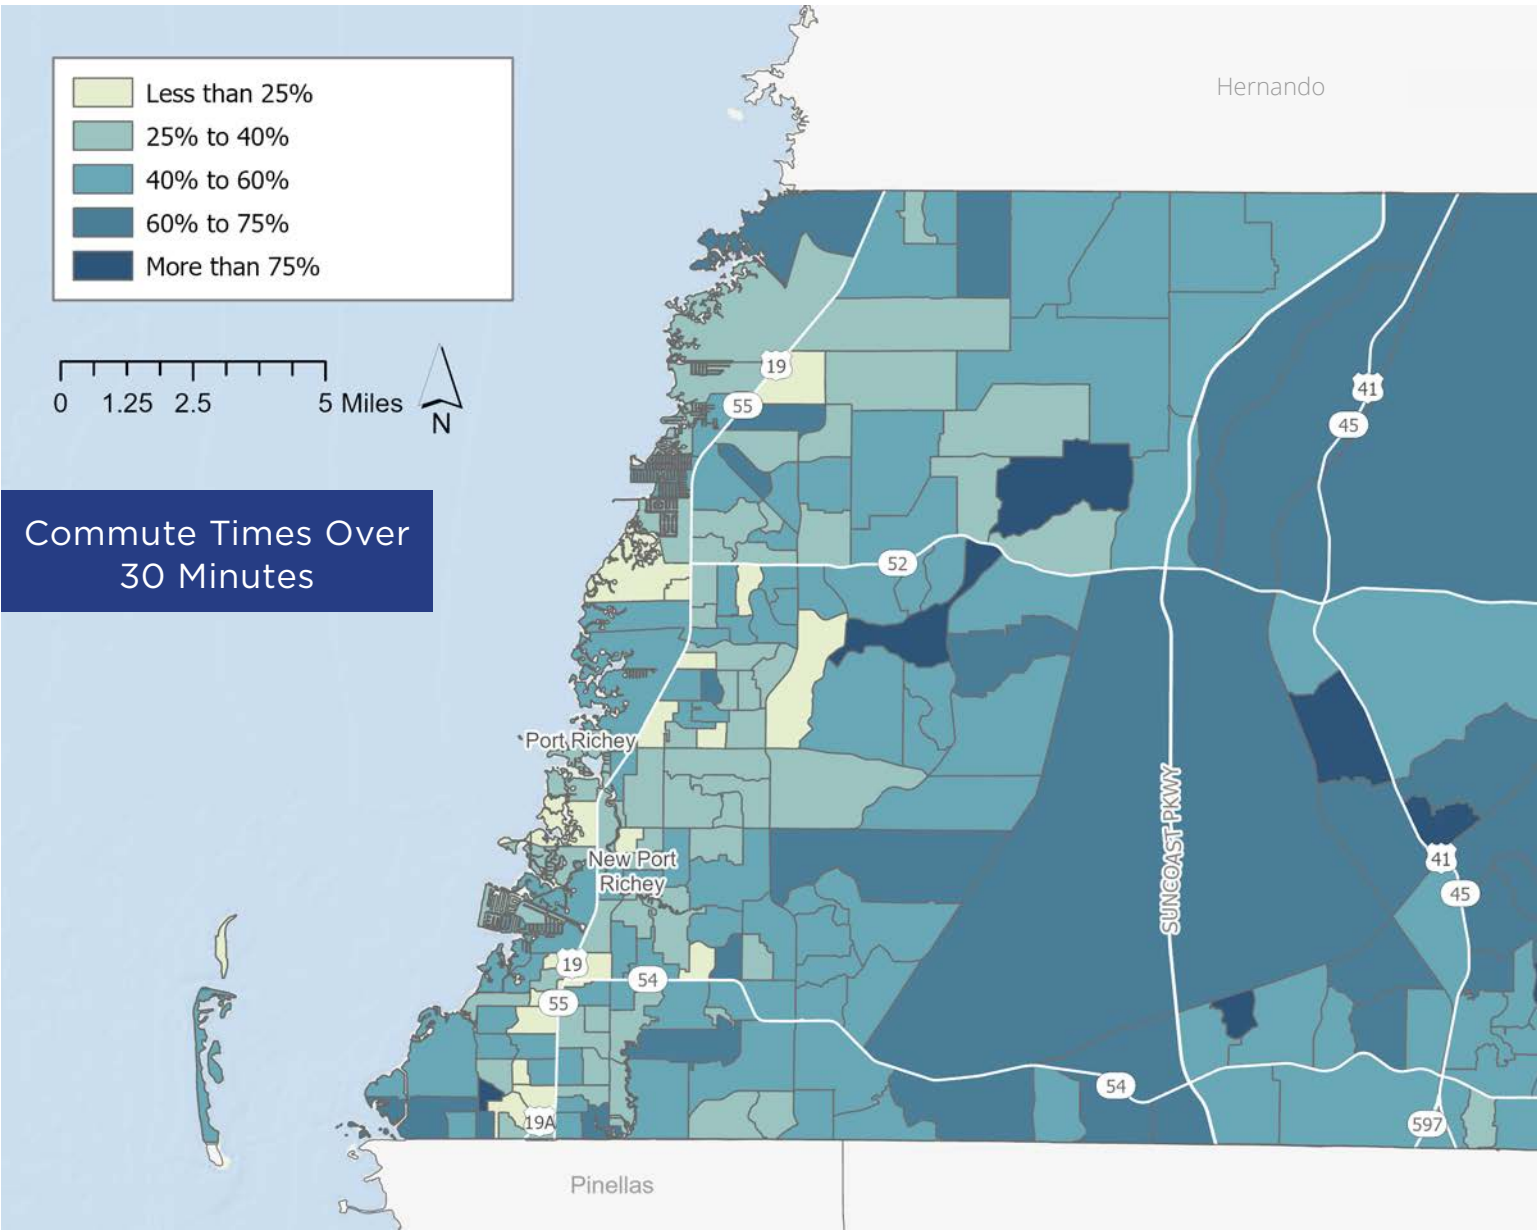 Hernando
Less than 25%
25% to 40%
40% to 60%
60% to 75%
More than 75%
0 1.25 2.5 5 Miles
N
Commute Times Over
30 Minutes
19
55
41
45
52
Port Richey
SUNCOAST PKWY
New Port
Richey
41
45
19
54
55
54
19A
597
Pinellas